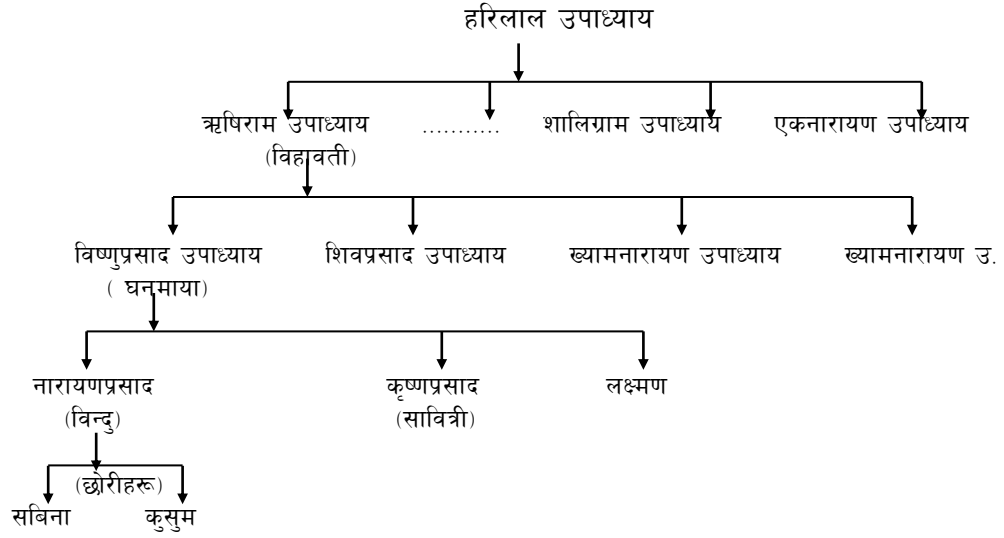 हरिलाल उपाध्याय
ऋषिराम उपाध्याय ........... शालिग्राम उपाध्याय एकनारायण उपाध्याय
(विहावती)
विष्णुप्रसाद उपाध्याय शिवप्रसाद उपाध्याय ख्यामनारायण उपाध्याय ख्यामनारायण उ.
( घनमाया)
नारायणप्रसाद कृष्णप्रसाद लक्ष्मण
(विन्दु) (सावित्री)
(छोरीहरू)
सबिना कुसुम